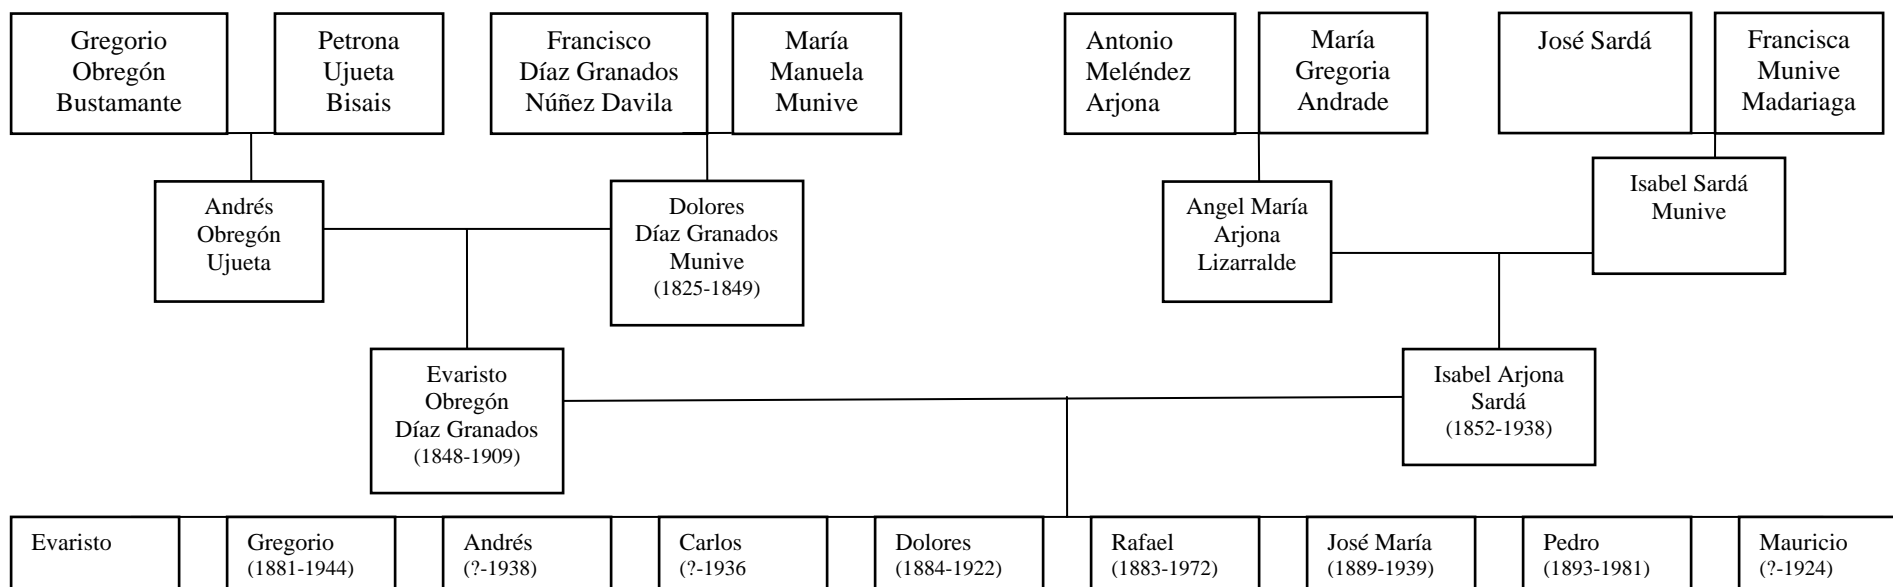 Gregorio
Obregón
Bustamante
Petrona
Ujueta
Bisais
Francisco
Díaz Granados
Núñez Davila
María
Manuela
Munive
Antonio
Meléndez
Arjona
María
Gregoria
Andrade
José Sardá
Francisca
Munive
Madariaga
Andrés
Obregón
Ujueta
Dolores
Díaz Granados
Munive
(1825-1849)
Angel María
Arjona
Lizarralde
Isabel Sardá
Munive
Evaristo
Obregón
Díaz Granados
(1848-1909)
Isabel Arjona
Sardá
(1852-1938)
Evaristo
Gregorio
(1881-1944)
Andrés
(?-1938)
Carlos
(?-1936
Dolores
(1884-1922)
Rafael
(1883-1972)
José María
(1889-1939)
Pedro
(1893-1981)
Mauricio
(?-1924)